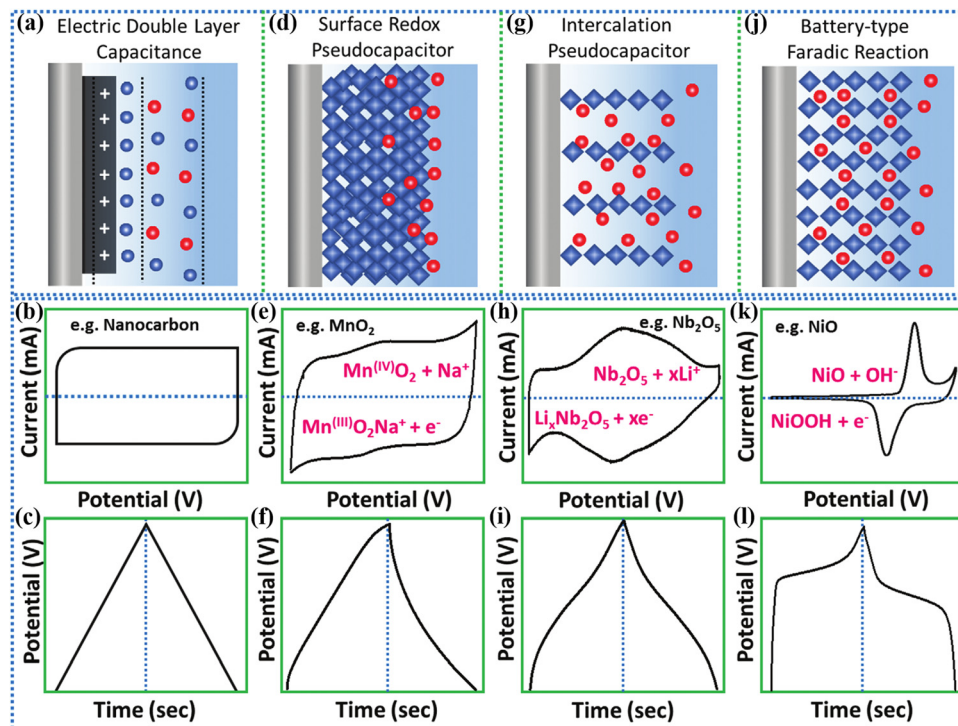 (a) Electric Double Layer
Capacitance
+
+
+
+
+
+
+
(d) Surface Redox
Pseudocapacitor
(g) Intercalation
Pseudocapacitor
(j) Battery-type
Faradic Reaction
(b)
e.g. Nanocarbon
Current (mA)
Potential (V)
(e)
e.g. MnO₂
Mn⁽ᴵⱽ⁾O₂ + Na⁺
Mn⁽ᴵᴵᴵ⁾O₂Na⁺ + e⁻
Current (mA)
Potential (V)
(h)
e.g. Nb₂O₅
Nb₂O₅ + xLi⁺
LiₓNb₂O₅ + xe⁻
Current (mA)
Potential (V)
(k)
e.g. NiO
NiO + OH⁻
NiOOH + e⁻
Current (mA)
Potential (V)
(c)
Potential (V)
Time (sec)
(f)
Potential (V)
Time (sec)
(i)
Potential (V)
Time (sec)
(l)
Potential (V)
Time (sec)